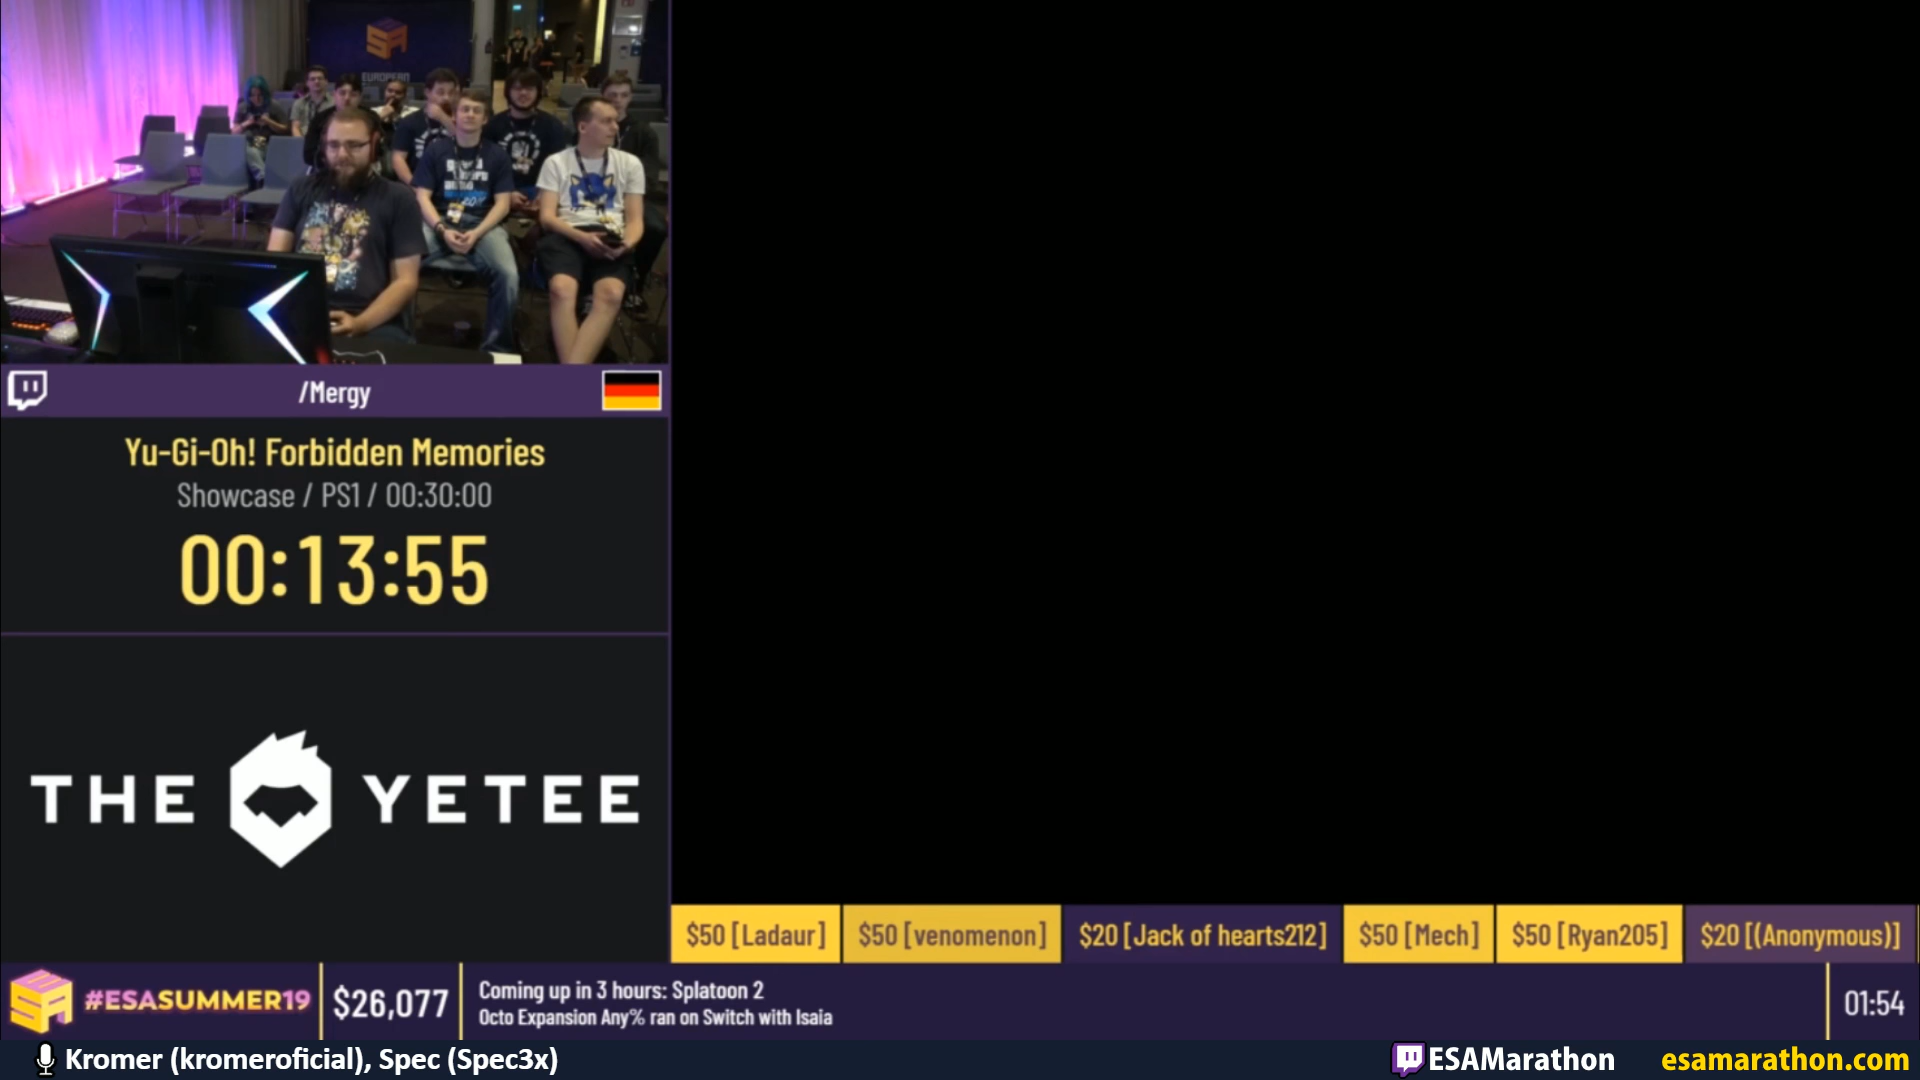 EUROPEAN
/Mergy
Yu-Gi-Oh! Forbidden Memories
Showcase / PS1 / 00:30:00
00:13:55
THE YETEE
$50 [Ladaur]
$50 [venomenon]
$20 [Jack of hearts212]
$50 [Mech]
$50 [Ryan205]
$20 [(Anonymous)]
#ESASUMMER19
$26,077
Coming up in 3 hours: Splatoon 2
Octo Expansion Any% ran on Switch with Isaia
01:54
Kromer (kromeroficial), Spec (Spec3x)
ESAMarathon
esamarathon.com